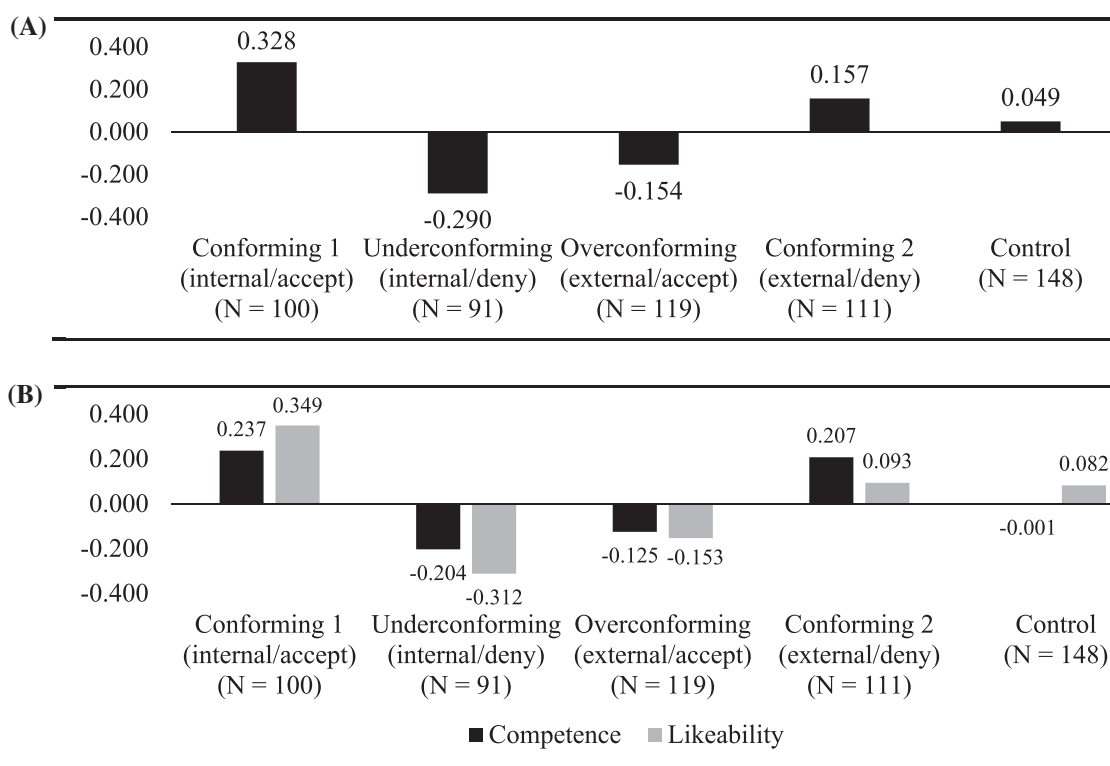 (A)
0.400
0.200
0.000
-0.200
-0.400
0.328
-0.290
-0.154
0.157
0.049
Conforming 1 Underconforming Overconforming Conforming 2 Control
(internal/accept) (internal/deny) (external/accept) (external/deny) (N = 148)
(N = 100) (N = 91) (N = 119) (N = 111)
(B)
0.400
0.200
0.000
-0.200
-0.400
0.237 0.349
-0.204 -0.312
-0.125 -0.153
0.207 0.093
-0.001 0.082
Conforming 1 Underconforming Overconforming Conforming 2 Control
(internal/accept) (internal/deny) (external/accept) (external/deny) (N = 148)
(N = 100) (N = 91) (N = 119) (N = 111)
Competence Likeability